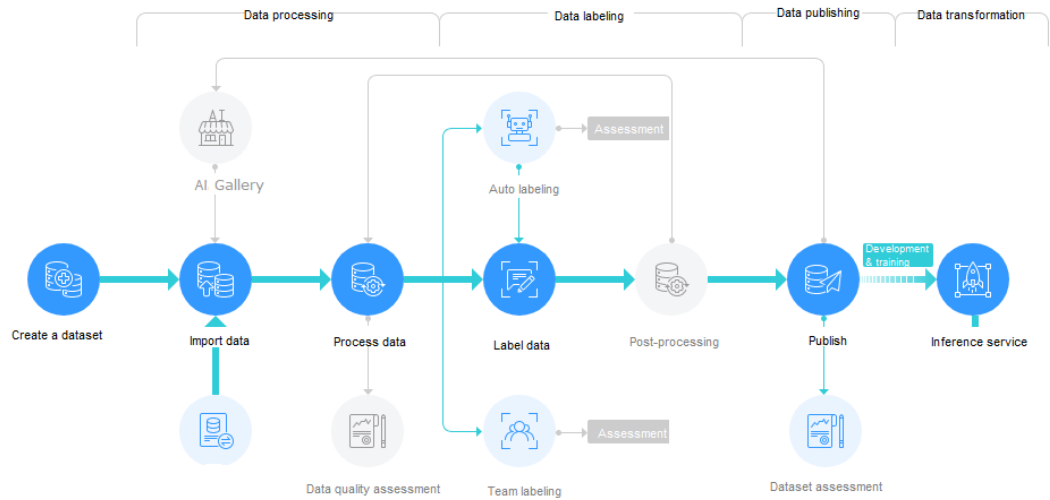 Data processing
Data labeling
Data publishing
Data transformation
Assessment
AI Gallery
Auto labeling
Development
& training
Create a dataset
Import data
Process data
Label data
Post-processing
Publish
Inference service
Assessment
Data quality assessment
Team labeling
Dataset assessment